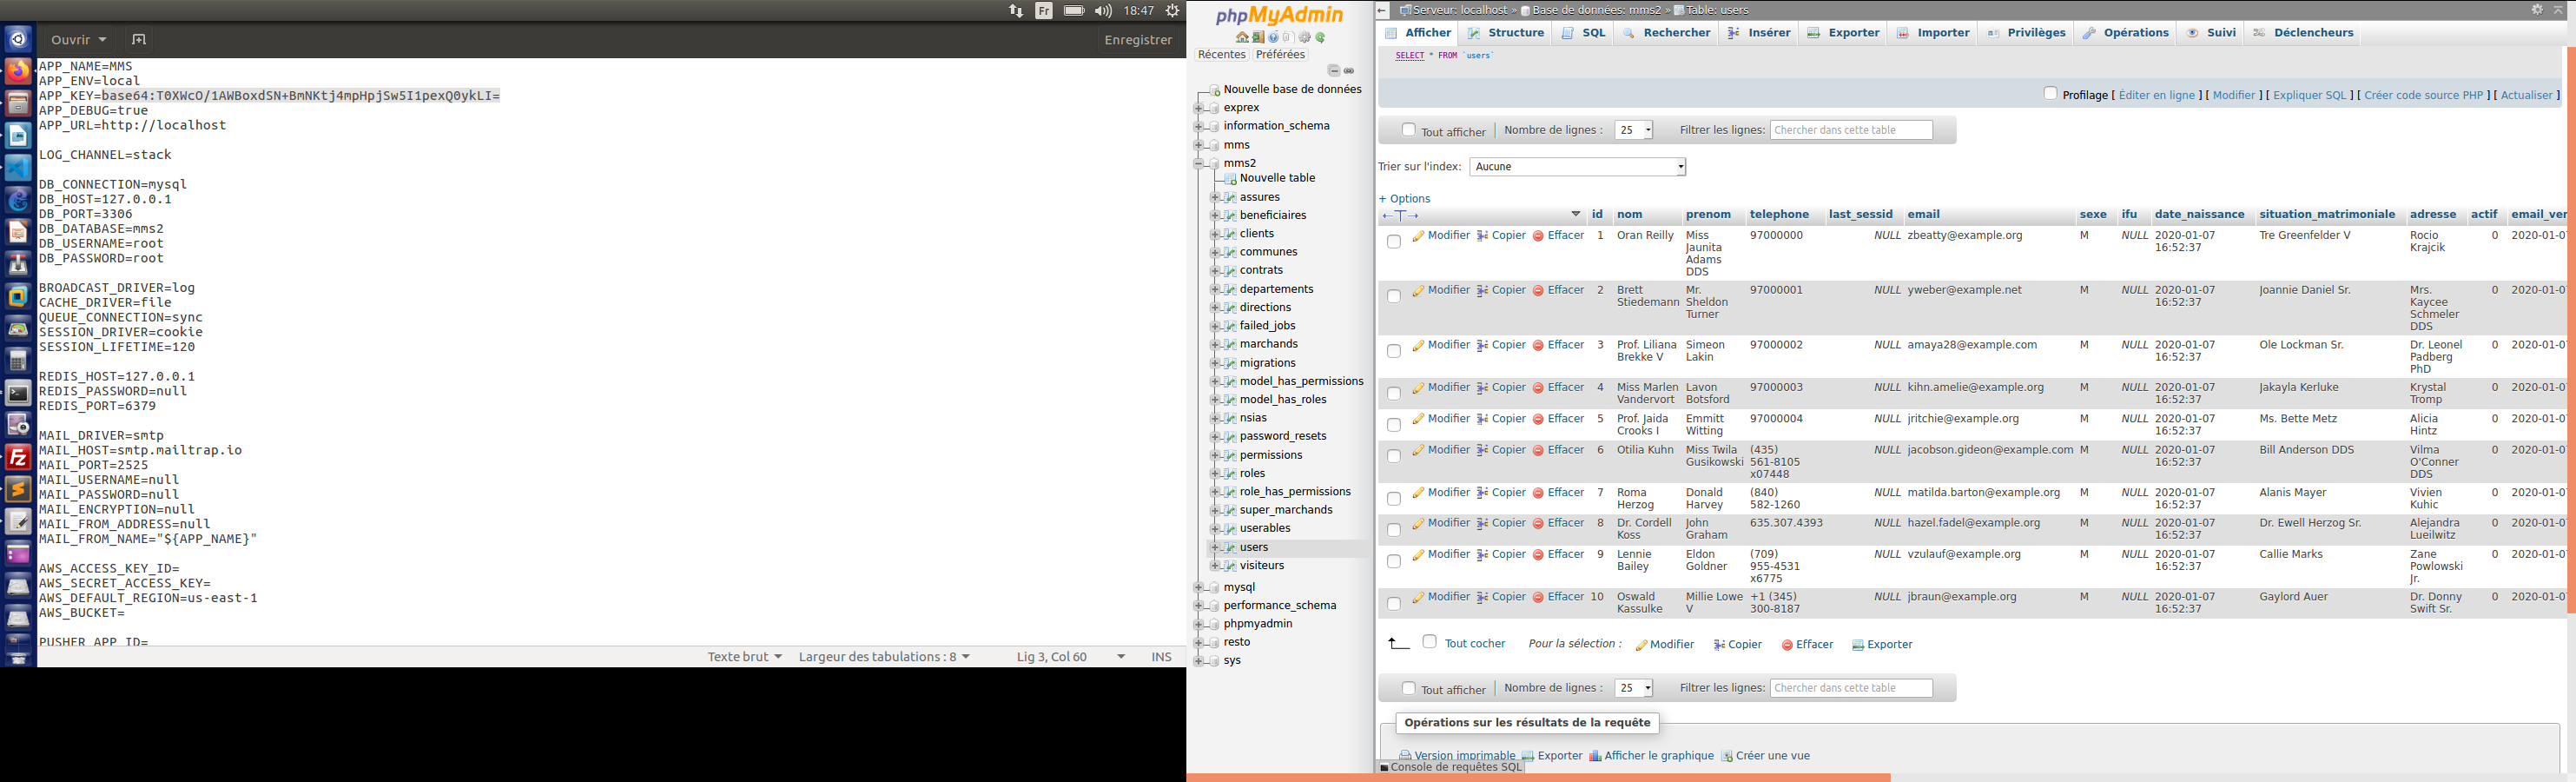 Fr 18:47
Ouvrir Enregistrer
APP_NAME=MMS
APP_ENV=local
APP_KEY=base64:T0XWcO/1AWBoxdSN+BmNKtj4mpHpjSw5I1pexQ0ykLI=
APP_DEBUG=true
APP_URL=http://localhost
LOG_CHANNEL=stack
DB_CONNECTION=mysql
DB_HOST=127.0.0.1
DB_PORT=3306
DB_DATABASE=mms2
DB_USERNAME=root
DB_PASSWORD=root
BROADCAST_DRIVER=log
CACHE_DRIVER=file
QUEUE_CONNECTION=sync
SESSION_DRIVER=cookie
SESSION_LIFETIME=120
REDIS_HOST=127.0.0.1
REDIS_PASSWORD=null
REDIS_PORT=6379
MAIL_DRIVER=smtp
MAIL_HOST=smtp.mailtrap.io
MAIL_PORT=2525
MAIL_USERNAME=null
MAIL_PASSWORD=null
MAIL_ENCRYPTION=null
MAIL_FROM_ADDRESS=null
MAIL_FROM_NAME="${APP_NAME}"
AWS_ACCESS_KEY_ID=
AWS_SECRET_ACCESS_KEY=
AWS_DEFAULT_REGION=us-east-1
AWS_BUCKET=
PUSHER_APP_ID=
Texte brut Largeur des tabulations : 8 Lig 3, Col 60 INS
phpMyAdmin
Récentes Préférées
Nouvelle base de données
exprex
information_schema
mms
mms2
Nouvelle table
assures
beneficiaires
clients
communes
contrats
departements
directions
failed_jobs
marchands
migrations
model_has_permissions
model_has_roles
nsias
password_resets
permissions
roles
role_has_permissions
super_marchands
userables
users
visiteurs
mysql
performance_schema
phpmyadmin
resto
sys
Serveur: localhost » Base de données: mms2 » Table: users
Afficher Structure SQL Rechercher Insérer Exporter Importer Privilèges Opérations Suivi Déclencheurs
SELECT * FROM `users`
Profilage [ Éditer en ligne ] [ Modifier ] [ Expliquer SQL ] [ Créer code source PHP ] [ Actualiser ]
Tout afficher Nombre de lignes : 25 Filtrer les lignes: Chercher dans cette table
Trier sur l'index: Aucune
+ Options
id nom prenom telephone last_sessid email sexe ifu date_naissance situation_matrimoniale adresse actif email_ver
Modifier Copier Effacer 1 Oran Reilly Miss Jaunita Adams DDS 97000000 NULL zbeatty@example.org M NULL 2020-01-07 16:52:37 Tre Greenfelder V Rocio Krajcik 0 2020-01-0
Modifier Copier Effacer 2 Brett Stiedemann Mr. Sheldon Turner 97000001 NULL yweber@example.net M NULL 2020-01-07 16:52:37 Joannie Daniel Sr. Mrs. Kaycee Schmeler DDS 0 2020-01-0
Modifier Copier Effacer 3 Prof. Liliana Brekke V Simeon Lakin 97000002 NULL amaya28@example.com M NULL 2020-01-07 16:52:37 Ole Lockman Sr. Dr. Leonel Padberg PhD 0 2020-01-0
Modifier Copier Effacer 4 Miss Marlen Vandervort Lavon Botsford 97000003 NULL kihn.amelie@example.org M NULL 2020-01-07 16:52:37 Jakayla Kerluke Krystal Tromp 0 2020-01-0
Modifier Copier Effacer 5 Prof. Jaida Crooks I Emmitt Witting 97000004 NULL jritchie@example.org M NULL 2020-01-07 16:52:37 Ms. Bette Metz Alicia Hintz 0 2020-01-0
Modifier Copier Effacer 6 Otilia Kuhn Miss Twila Gusikowski (435) 561-8105 x07448 NULL jacobson.gideon@example.com M NULL 2020-01-07 16:52:37 Bill Anderson DDS Vilma O'Conner DDS 0 2020-01-0
Modifier Copier Effacer 7 Roma Herzog Donald Harvey (840) 582-1260 NULL matilda.barton@example.org M NULL 2020-01-07 16:52:37 Alanis Mayer Vivien Kuhic 0 2020-01-0
Modifier Copier Effacer 8 Dr. Cordell Koss John Graham 635.307.4393 NULL hazel.fadel@example.org M NULL 2020-01-07 16:52:37 Dr. Ewell Herzog Sr. Alejandra Lueilwitz 0 2020-01-0
Modifier Copier Effacer 9 Lennie Bailey Eldon Goldner (709) 955-4531 x6775 NULL vzulauf@example.org M NULL 2020-01-07 16:52:37 Callie Marks Zane Powlowski Jr. 0 2020-01-0
Modifier Copier Effacer 10 Oswald Kassulke Millie Lowe V +1 (345) 300-8187 NULL jbraun@example.org M NULL 2020-01-07 16:52:37 Gaylord Auer Dr. Donny Swift Sr. 0 2020-01-0
Tout cocher Pour la sélection : Modifier Copier Effacer Exporter
Tout afficher Nombre de lignes : 25 Filtrer les lignes: Chercher dans cette table
Opérations sur les résultats de la requête
Version imprimable Exporter Afficher le graphique Créer une vue
Console de requêtes SQL